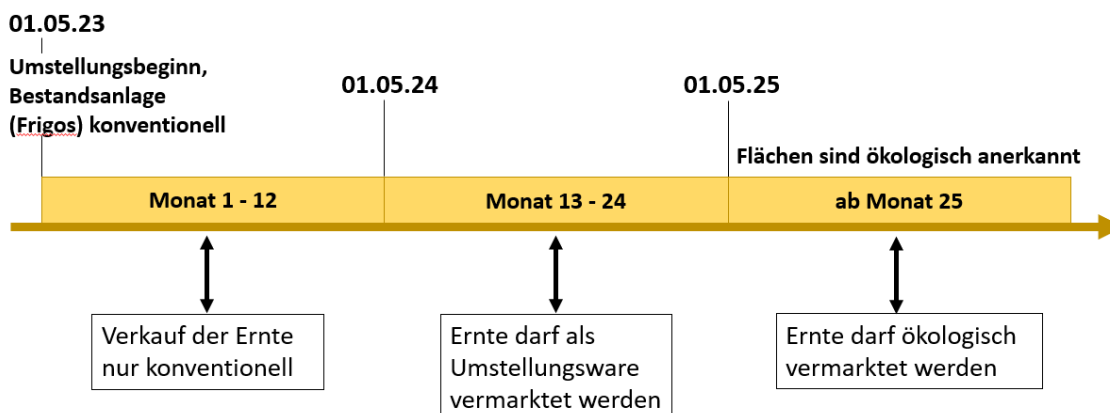 01.05.23
Umstellungsbeginn,
Bestandsanlage
(Frigos) konventionell
01.05.24
01.05.25
Flächen sind ökologisch anerkannt
Monat 1 - 12
Monat 13 - 24
ab Monat 25
Verkauf der Ernte
nur konventionell
Ernte darf als
Umstellungsware
vermarktet werden
Ernte darf ökologisch
vermarktet werden